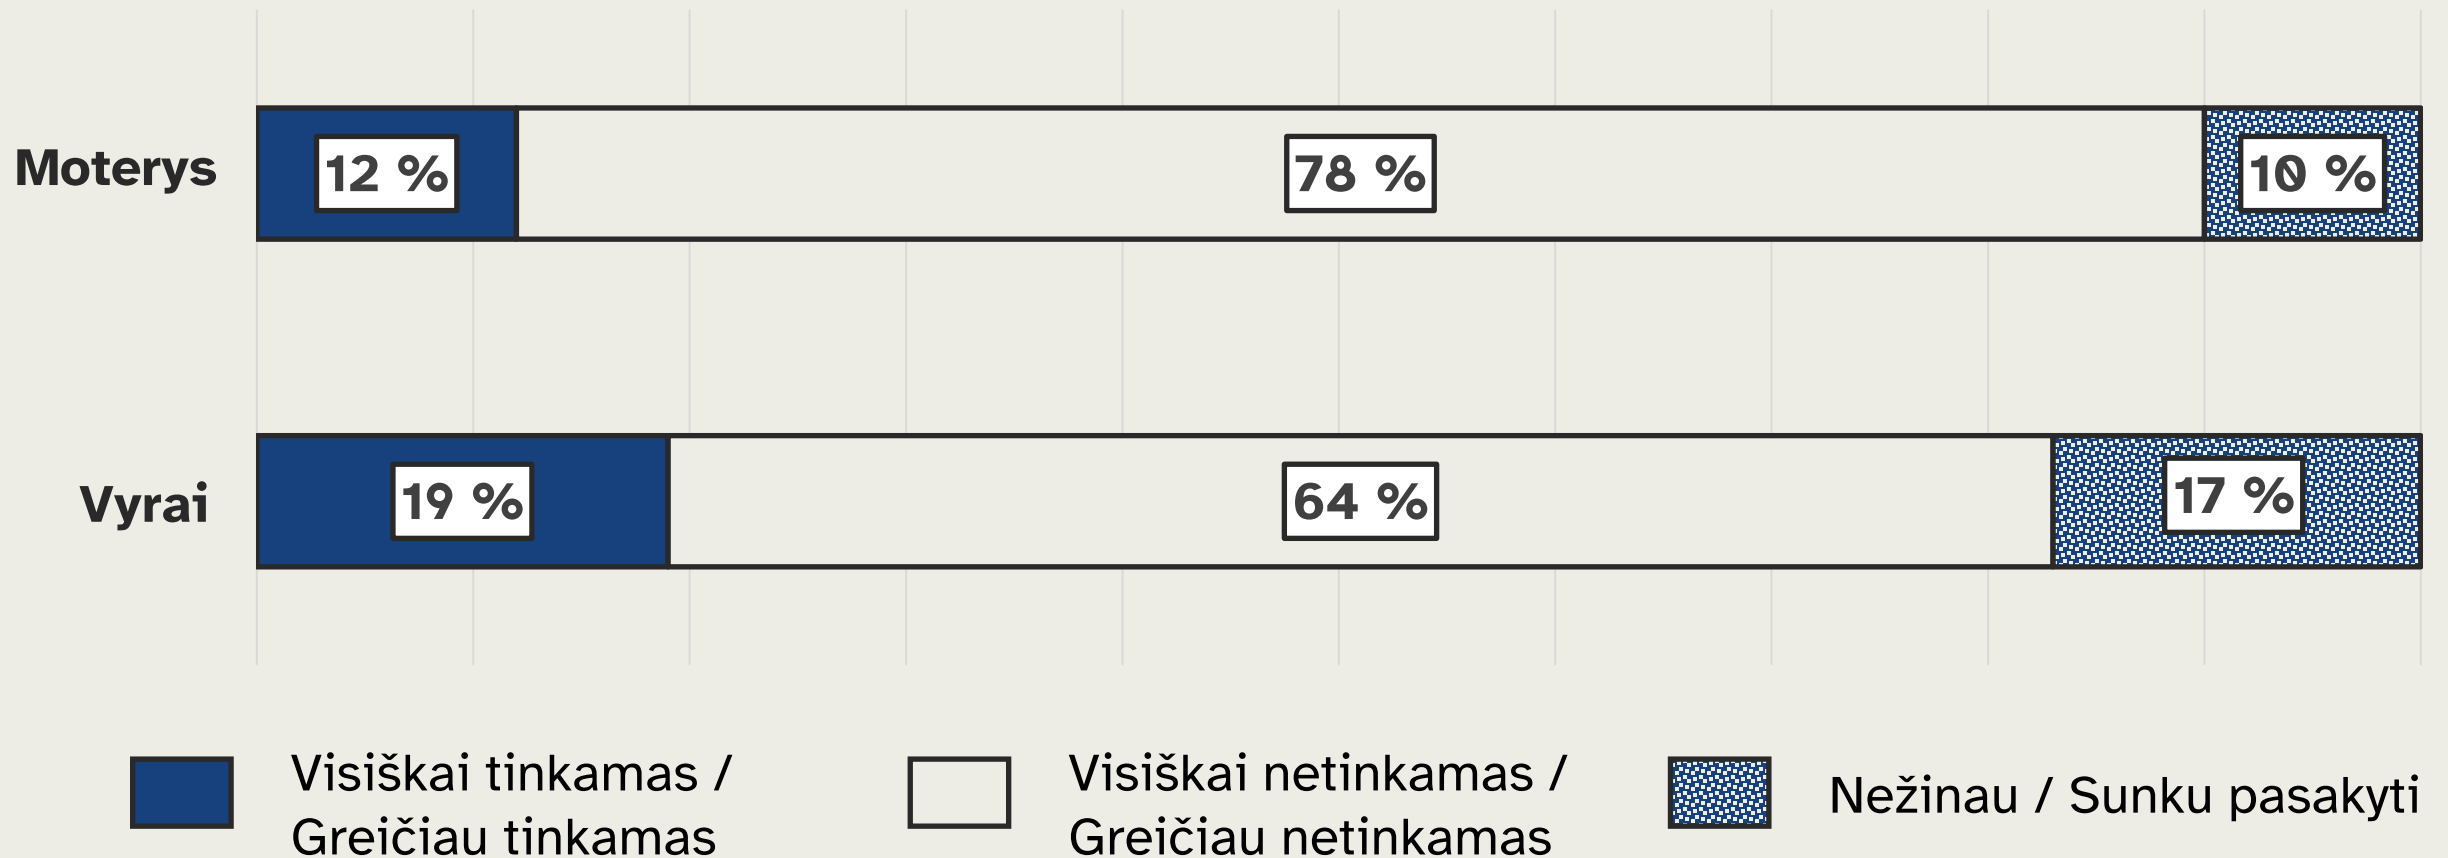 Moterys 12 % 78 % 10 %
Vyrai 19 % 64 % 17 %
Visiškai tinkamas /
Greičiau tinkamas
Visiškai netinkamas /
Greičiau netinkamas
Nežinau / Sunku pasakyti